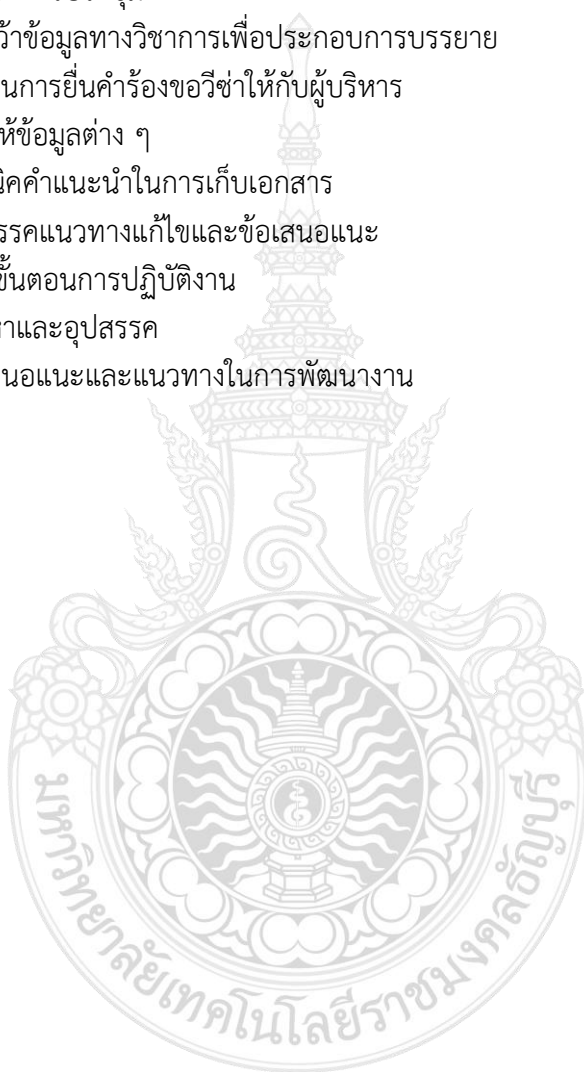 ว้าข้อมูลทางวิชาการเพื่อประกอบการบรรยาย
นการยื่นคำร้องขอวีซ่าให้กับผู้บริหาร
ห้ข้อมูลต่าง ๆ
นิคคำแนะนำในการเก็บเอกสาร
รรคแนวทางแก้ไขและข้อเสนอแนะ
ขั้นตอนการปฏิบัติงาน
หาและอุปสรรค
นอแนะและแนวทางในการพัฒนางาน
มหาวิทยาลัยเทคโนโลยีราชมงคลธัญบุรี